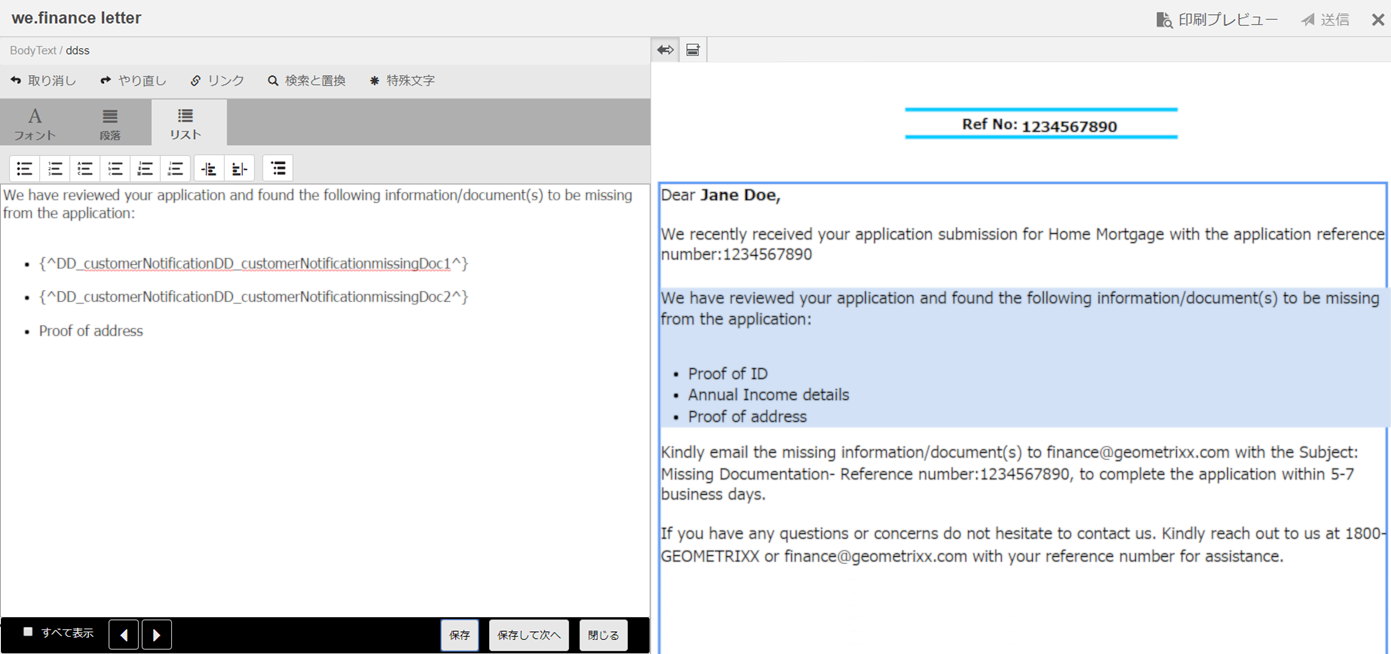 we.finance letter
印刷プレビュー 送信
BodyText / ddss
取り消し やり直し リンク 検索と置換 特殊文字
フォント 段落 リスト
We have reviewed your application and found the following information/document(s) to be missing
from the application:
{^DD_customerNotificationDD_customerNotificationmissingDoc1^}
{^DD_customerNotificationDD_customerNotificationmissingDoc2^}
Proof of address
すべて表示 保存 保存して次へ 閉じる
Ref No: 1234567890
Dear Jane Doe,
We recently received your application submission for Home Mortgage with the application reference
number:1234567890
We have reviewed your application and found the following information/document(s) to be missing
from the application:
Proof of ID
Annual Income details
Proof of address
Kindly email the missing information/document(s) to finance@geometrixx.com with the Subject:
Missing Documentation- Reference number:1234567890, to complete the application within 5-7
business days.
If you have any questions or concerns do not hesitate to contact us. Kindly reach out to us at 1800-
GEOMETRIXX or finance@geometrixx.com with your reference number for assistance.